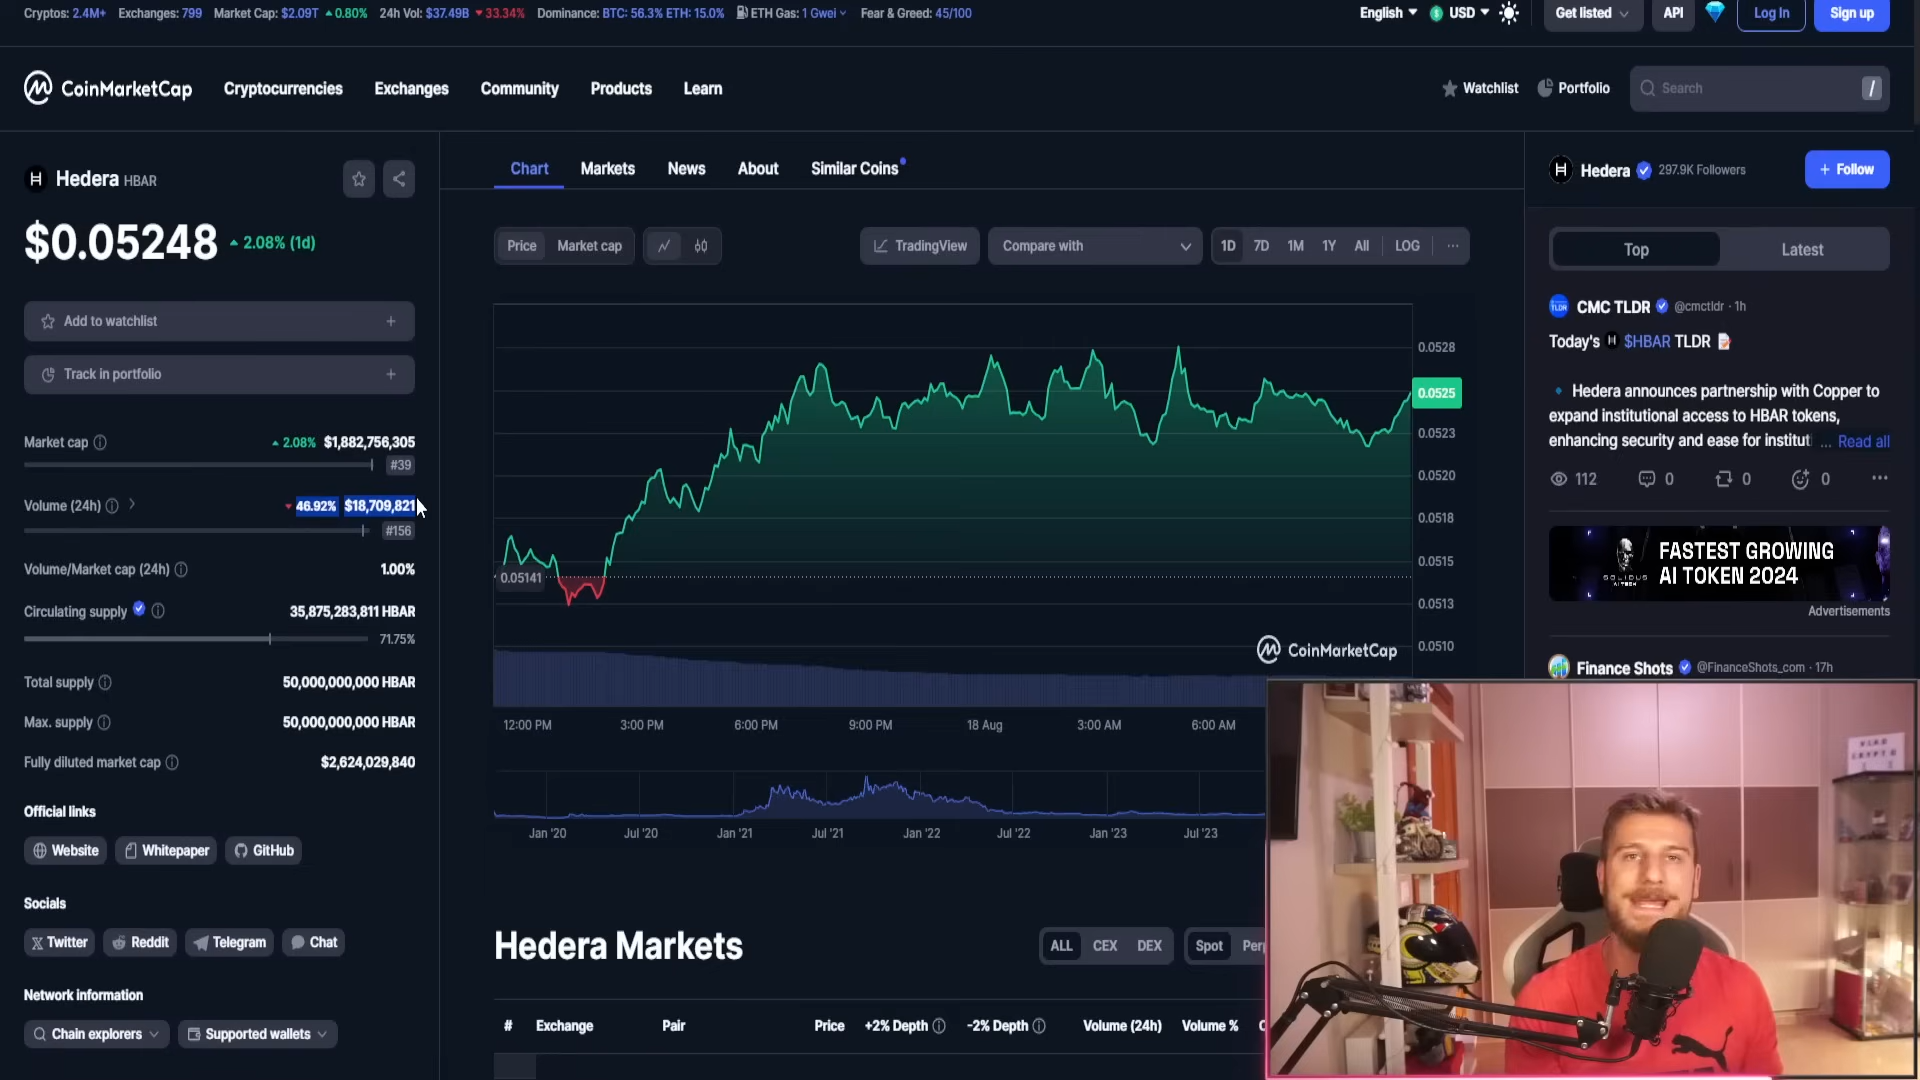 Cryptos: 2.4M+ Exchanges: 799 Market Cap: $2.09T 0.80% 24h Vol: $37.49B 33.34% Dominance: BTC: 56.3% ETH: 15.0% ETH Gas: 1 Gwei Fear & Greed: 45/100
English USD Get listed API Log In Sign up
CoinMarketCap Cryptocurrencies Exchanges Community Products Learn
Watchlist Portfolio Search /
Hedera HBAR
$0.05248 2.08% (1d)
Add to watchlist +
Track in portfolio +
Market cap 2.08% $1,882,756,305
#39
Volume (24h) 46.92% $18,709,821
#156
Volume/Market cap (24h) 1.00%
Circulating supply 35,875,283,811 HBAR
71.75%
Total supply 50,000,000,000 HBAR
Max. supply 50,000,000,000 HBAR
Fully diluted market cap $2,624,029,840
Official links
Website Whitepaper GitHub
Socials
Twitter Reddit Telegram Chat
Network information
Chain explorers Supported wallets
Chart Markets News About Similar Coins
Price Market cap TradingView Compare with 1D 7D 1M 1Y All LOG ...
0.0528
0.0525
0.0523
0.0520
0.0518
0.0515
0.05141
0.0513
0.0510
CoinMarketCap
12:00 PM 3:00 PM 6:00 PM 9:00 PM 18 Aug 3:00 AM 6:00 AM
Jan '20 Jul '20 Jan '21 Jul '21 Jan '22 Jul '22 Jan '23 Jul '23
Hedera Markets ALL CEX DEX Spot
# Exchange Pair Price +2% Depth -2% Depth Volume (24h) Volume %
Hedera 297.9K Followers + Follow
Top Latest
TLDR CMC TLDR @cmctldr · 1h
Today's $HBAR TLDR
Hedera announces partnership with Copper to
expand institutional access to HBAR tokens,
enhancing security and ease for institut ... Read all
112 0 0 0 ...
SOLIDUS
AI TECH
FASTEST GROWING
AI TOKEN 2024
Advertisements
Finance Shots @FinanceShots_com · 17h